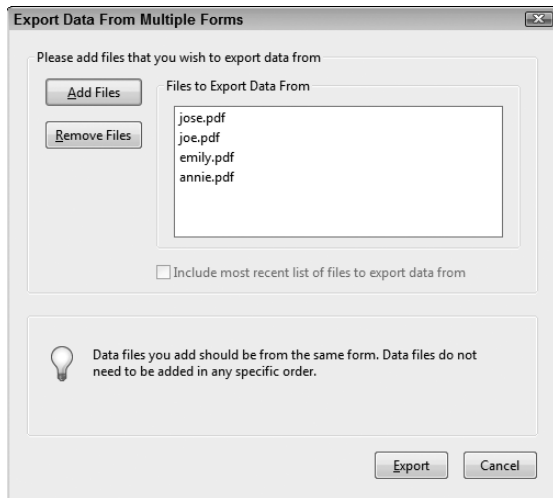 Export Data From Multiple Forms
Please add files that you wish to export data from
Add Files
Files to Export Data From
Remove Files
jose.pdf
joe.pdf
emily.pdf
annie.pdf
Include most recent list of files to export data from
Data files you add should be from the same form. Data files do not
need to be added in any specific order.
Export
Cancel